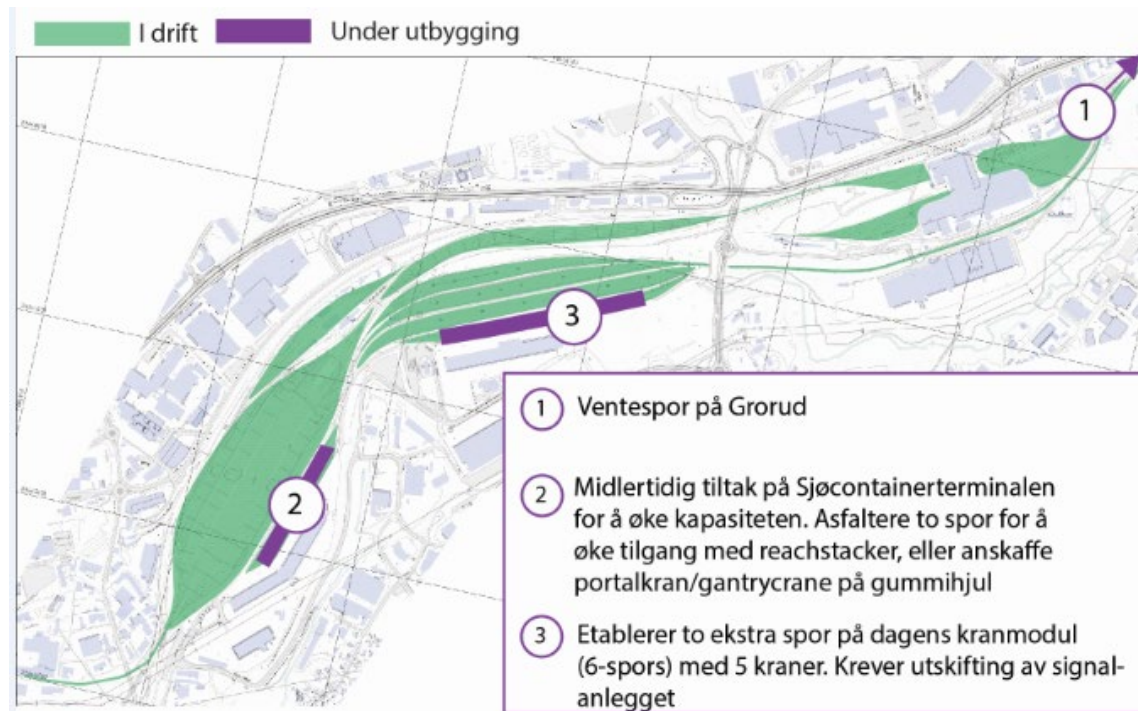 I drift
Under utbygging
1
3
2
1 Ventespor på Grorud
2 Midlertidig tiltak på Sjøcontainerterminalen
for å øke kapasiteten. Asfaltere to spor for å
øke tilgang med reachstacker, eller anskaffe
portalkran/gantrycrane på gummihjul
3 Etablerer to ekstra spor på dagens kranmodul
(6-spors) med 5 kraner. Krever utskifting av signal-
anlegget